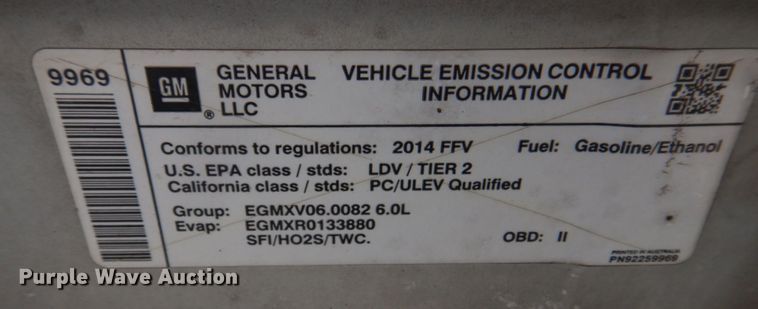 9969
GM
®
GENERAL
MOTORS
LLC
VEHICLE EMISSION CONTROL
INFORMATION
Conforms to regulations: 2014 FFV Fuel: Gasoline/Ethanol
U.S. EPA class / stds: LDV / TIER 2
California class / stds: PC/ULEV Qualified
Group: EGMXV06.0082 6.0L
Evap: EGMXR0133880
SFI/HO2S/TWC. OBD: II
PRINTED IN AUSTRALIA
PN92259969
Purple Wave Auction